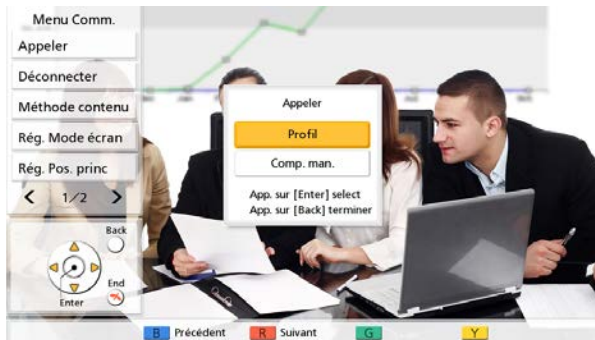 Menu Comm.
Appeler
Déconnecter
Méthode contenu
Rég. Mode écran
Rég. Pos. princ
1/2
Back
Enter
End
Appeler
Profil
Comp. man.
App. sur [Enter] select
App. sur [Back] terminer
B Précédent R Suivant G Y